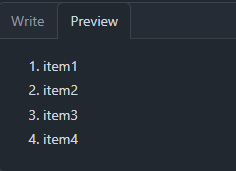 Write Preview
1. item1
2. item2
3. item3
4. item4